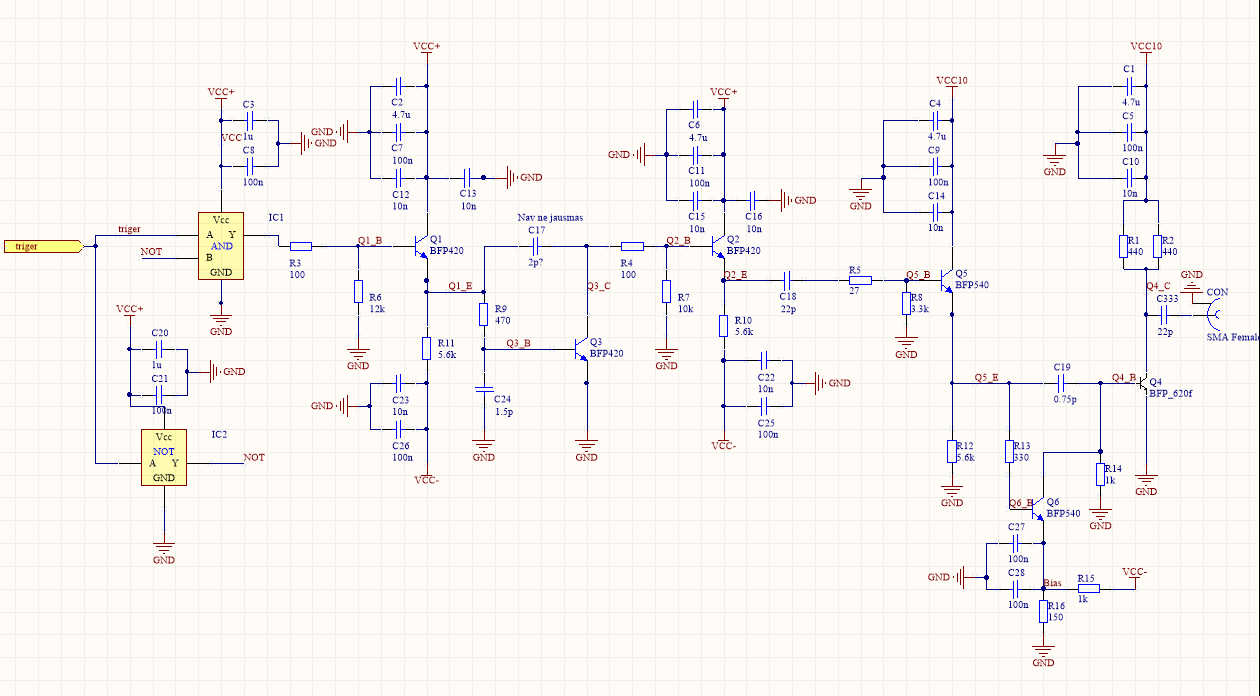 VCC+
VCC10
VCC+
C2
4.7u
GND
C7
100n
C12
10n
C13
10n
GND
VCC+
C3
1u
VCC
GND
C8
100n
VCC+
C6
4.7u
GND
C11
100n
C15
10n
C16
10n
GND
VCC10
C4
4.7u
C9
100n
GND
C14
10n
C1
4.7u
C5
100n
GND
C10
10n
triger
triger
NOT
Vcc
A
Y
AND
B
GND
IC1
GND
R3
100
Q1_B
R6
12k
GND
Q1
BFP420
Q1_E
R11
5.6k
GND
C23
10n
C26
100n
VCC-
Nav ne jausmas
C17
2p?
R9
470
Q3_B
C24
1.5p
GND
Q3_C
Q3
BFP420
GND
R4
100
Q2_B
R7
10k
GND
Q2
BFP420
Q2_E
R10
5.6k
C22
10n
GND
C25
100n
VCC-
C18
22p
R5
27
Q5_B
R8
3.3k
GND
Q5
BFP540
Q5_E
R12
5.6k
GND
R1
440
R2
440
Q4_C
GND
CON
C333
22p
SMA Female
C19
0.75p
Q4_B
Q4
BFP_620f
GND
R13
330
R14
1k
GND
Q6_B
Q6
BFP540
C27
100n
GND
C28
100n
Bias
R15
1k
VCC-
R16
150
GND
VCC+
C20
1u
GND
C21
100n
IC2
Vcc
NOT
A
Y
GND
NOT
GND